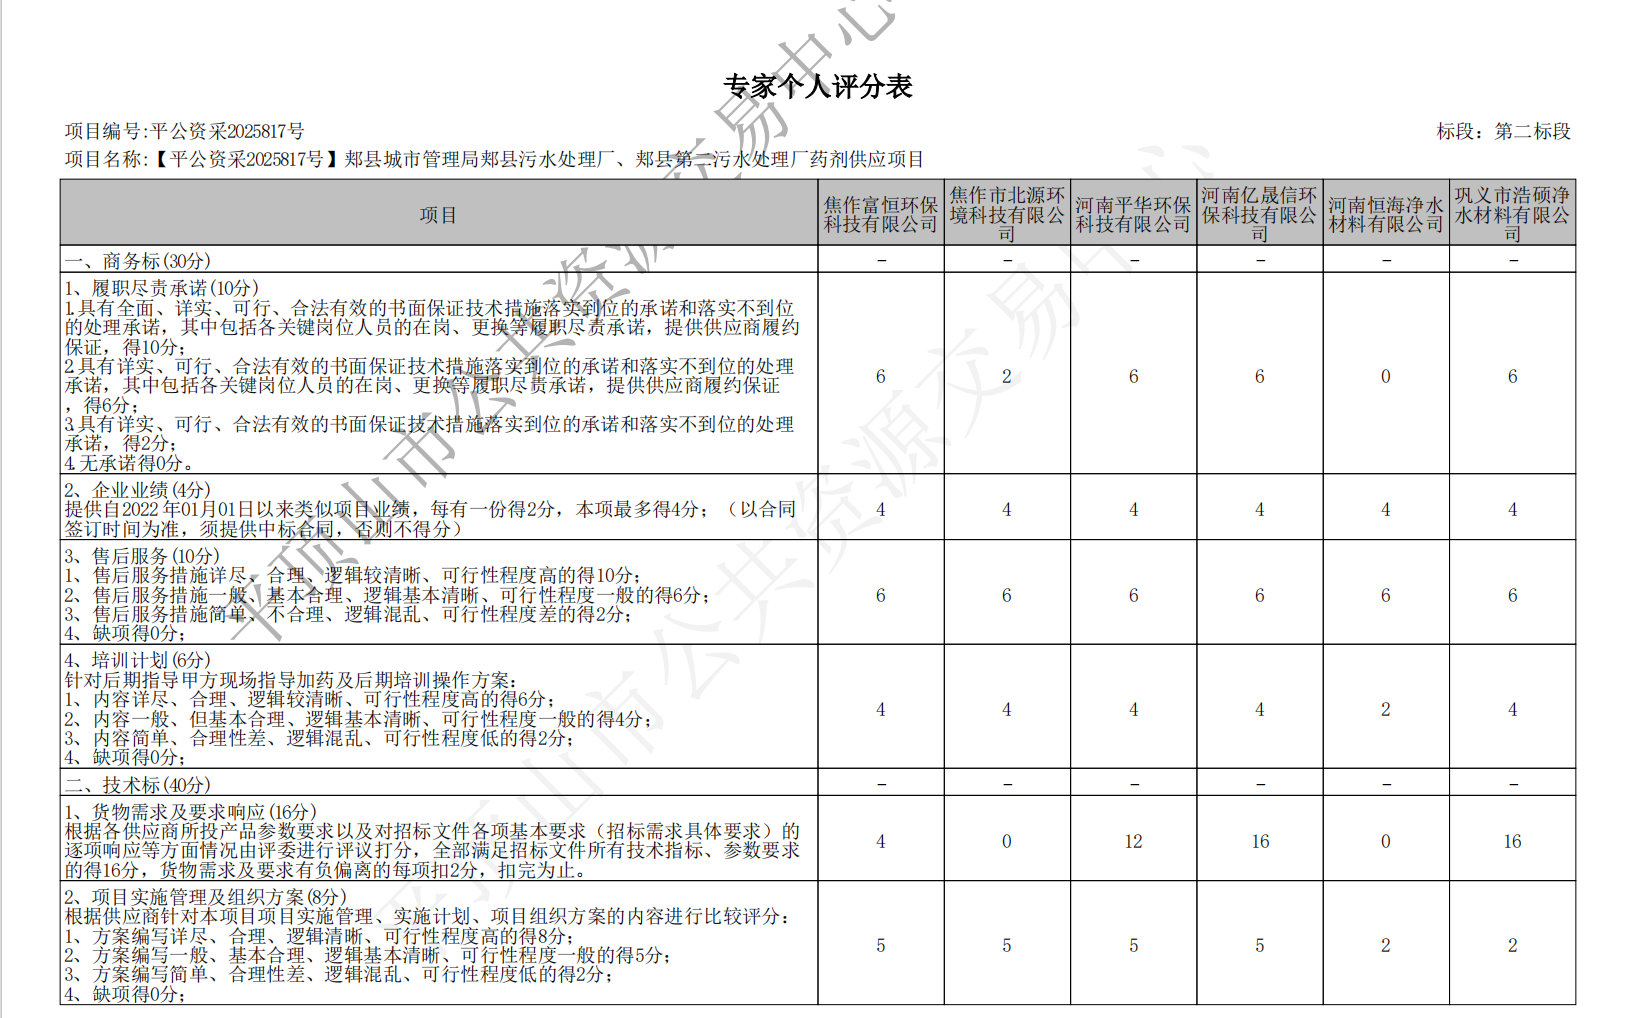 专家个人评分表
项目编号:平公资采2025817号
标段：第二标段
项目名称:【平公资采2025817号】郏县城市管理局郏县污水处理厂、郏县第二污水处理厂药剂供应项目
项目
焦作富恒环保
科技有限公司
焦作市北源环
境科技有限公
司
河南平华环保
科技有限公司
河南亿晟信环
保科技有限公
司
河南恒海净水
材料有限公司
巩义市浩硕净
水材料有限公
司
一、商务标(30分)
－ － － － － －
1、履职尽责承诺(10分)
1.具有全面、详实、可行、合法有效的书面保证技术措施落实到位的承诺和落实不到位
的处理承诺，其中包括各关键岗位人员的在岗、更换等履职尽责承诺，提供供应商履约
保证，得10分；
2.具有详实、可行、合法有效的书面保证技术措施落实到位的承诺和落实不到位的处理
承诺，其中包括各关键岗位人员的在岗、更换等履职尽责承诺，提供供应商履约保证
，得6分；
3.具有详实、可行、合法有效的书面保证技术措施落实到位的承诺和落实不到位的处理
承诺，得2分；
4.无承诺得0分。
6 2 6 6 0 6
2、企业业绩(4分)
提供自2022年01月01日以来类似项目业绩，每有一份得2分，本项最多得4分；（以合同
签订时间为准，须提供中标合同，否则不得分）
4 4 4 4 4 4
3、售后服务(10分)
1、售后服务措施详尽、合理、逻辑较清晰、可行性程度高的得10分；
2、售后服务措施一般、基本合理、逻辑基本清晰、可行性程度一般的得6分；
3、售后服务措施简单、不合理、逻辑混乱、可行性程度差的得2分；
4、缺项得0分；
6 6 6 6 6 6
4、培训计划(6分)
针对后期指导甲方现场指导加药及后期培训操作方案：
1、内容详尽、合理、逻辑较清晰、可行性程度高的得6分；
2、内容一般、但基本合理、逻辑基本清晰、可行性程度一般的得4分；
3、内容简单、合理性差、逻辑混乱、可行性程度低的得2分；
4、缺项得0分；
4 4 4 4 2 4
二、技术标(40分)
－ － － － － －
1、货物需求及要求响应(16分)
根据各供应商所投产品参数要求以及对招标文件各项基本要求（招标需求具体要求）的
逐项响应等方面情况由评委进行评议打分，全部满足招标文件所有技术指标、参数要求
的得16分，货物需求及要求有负偏离的每项扣2分，扣完为止。
4 0 12 16 0 16
2、项目实施管理及组织方案(8分)
根据供应商针对本项目项目实施管理、实施计划、项目组织方案的内容进行比较评分：
1、方案编写详尽、合理、逻辑清晰、可行性程度高的得8分；
2、方案编写一般、基本合理、逻辑基本清晰、可行性程度一般的得5分；
3、方案编写简单、合理性差、逻辑混乱、可行性程度低的得2分；
4、缺项得0分；
5 5 5 5 2 2
平顶山市公共资源交易中心
平顶山市公共资源交易中心